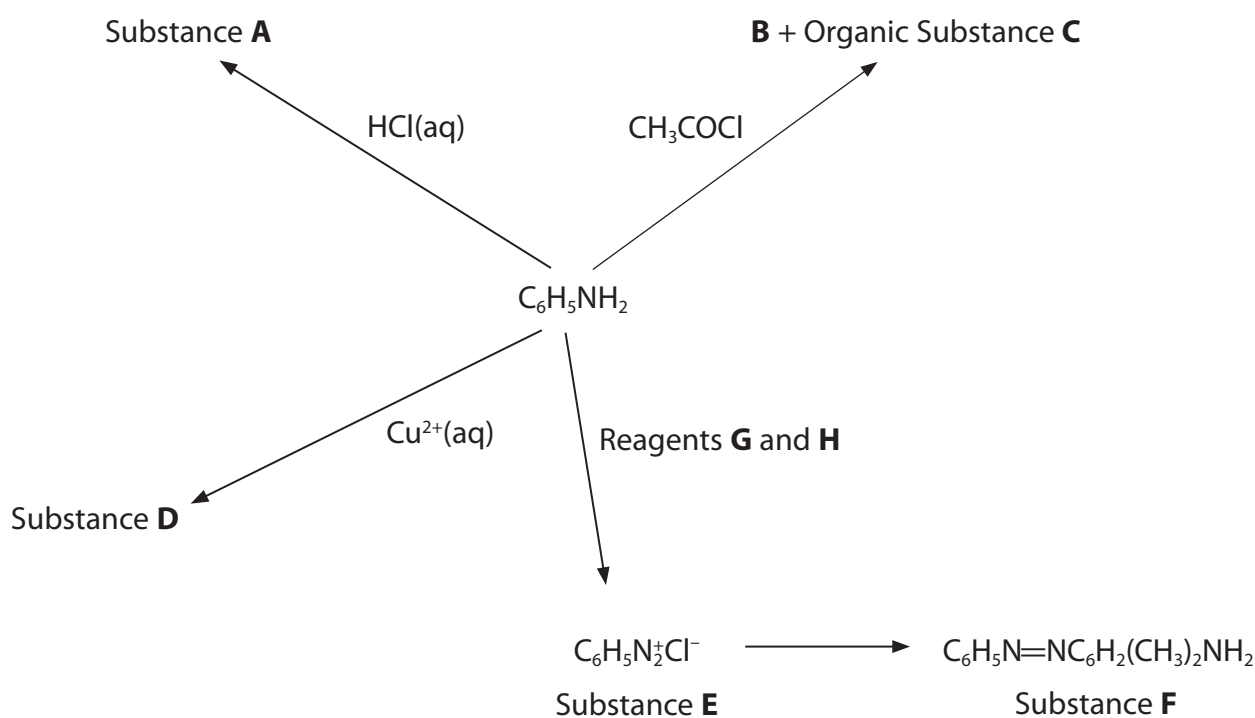 Substance A
B + Organic Substance C
HCl(aq)
CH₃COCl
C₆H₅NH₂
Cu²⁺(aq)
Reagents G and H
Substance D
C₆H₅N₂⁺Cl⁻
C₆H₅N=NC₆H₂(CH₃)₂NH₂
Substance E
Substance F